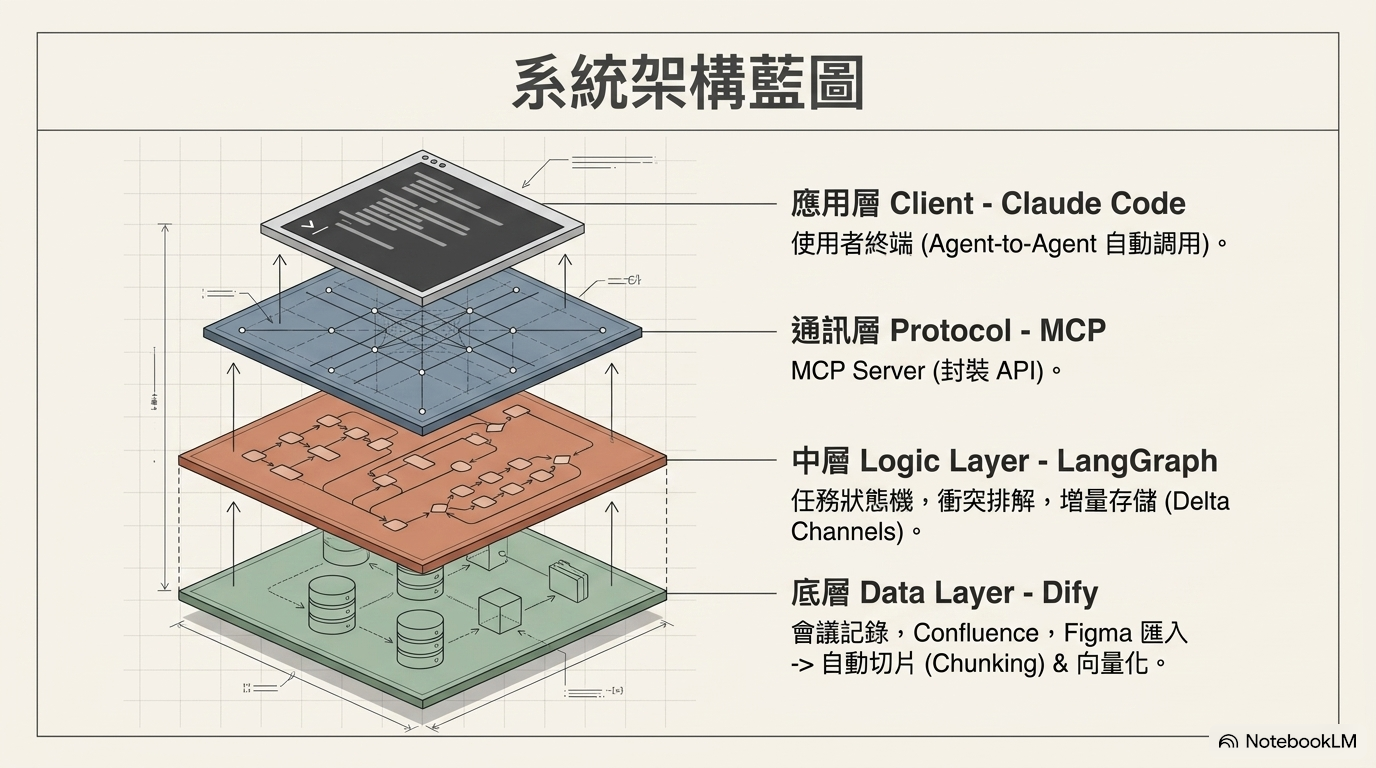 系統架構藍圖
應用層 Client - Claude Code
使用者終端 (Agent-to-Agent 自動調用)。
通訊層 Protocol - MCP
MCP Server (封裝 API)。
中層 Logic Layer - LangGraph
任務狀態機，衝突排解，增量存儲 (Delta
Channels)。
底層 Data Layer - Dify
會議記錄，Confluence，Figma 匯入
-> 自動切片 (Chunking) & 向量化。
NotebookLM